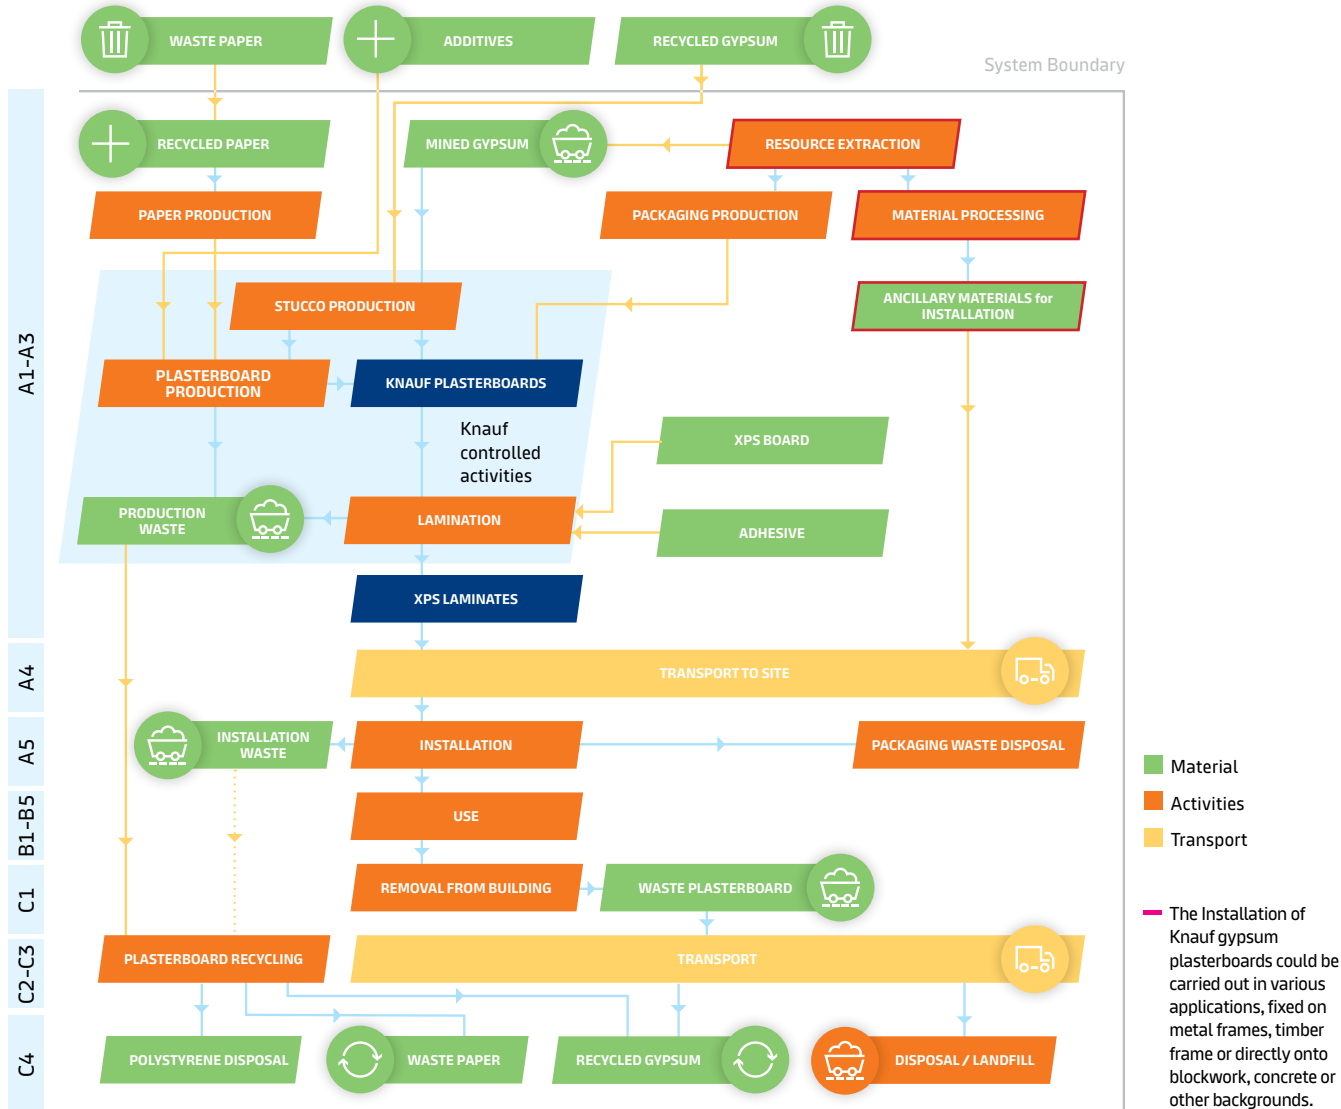 WASTE PAPER
ADDITIVES
RECYCLED GYPSUM
System Boundary
A1-A3
RECYCLED PAPER
MINED GYPSUM
RESOURCE EXTRACTION
PAPER PRODUCTION
PACKAGING PRODUCTION
MATERIAL PROCESSING
STUCCO PRODUCTION
ANCILLARY MATERIALS for
INSTALLATION
PLASTERBOARD
PRODUCTION
KNAUF PLASTERBOARDS
Knauf
controlled
activities
XPS BOARD
PRODUCTION
WASTE
LAMINATION
ADHESIVE
XPS LAMINATES
A4
TRANSPORT TO SITE
A5
INSTALLATION
WASTE
INSTALLATION
PACKAGING WASTE DISPOSAL
B1-B5
USE
C1
REMOVAL FROM BUILDING
WASTE PLASTERBOARD
C2-C3
PLASTERBOARD RECYCLING
TRANSPORT
C4
POLYSTYRENE DISPOSAL
WASTE PAPER
RECYCLED GYPSUM
DISPOSAL / LANDFILL
Material
Activities
Transport
The Installation of
Knauf gypsum
plasterboards could be
carried out in various
applications, fixed on
metal frames, timber
frame or directly onto
blockwork, concrete or
other backgrounds.